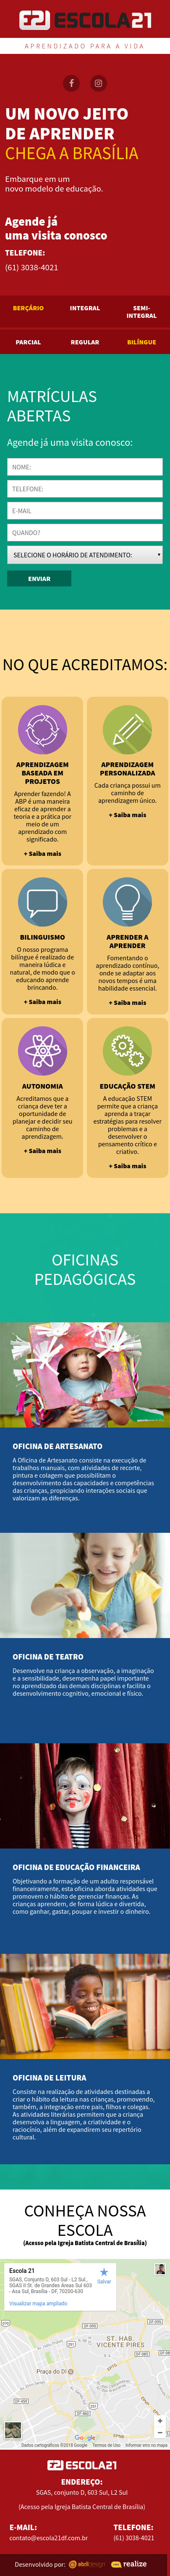 ESCOLA21
APRENDIZADO PARA A VIDA
UM NOVO JEITO
DE APRENDER
CHEGA A BRASÍLIA
Embarque em um
novo modelo de educação.
Agende já
uma visita conosco
TELEFONE:
(61) 3038-4021
BERÇÁRIO
INTEGRAL
SEMI-
INTEGRAL
PARCIAL
REGULAR
BILÍNGUE
MATRÍCULAS
ABERTAS
Agende já uma visita conosco:
NOME:
TELEFONE:
E-MAIL
QUANDO?
SELECIONE O HORÁRIO DE ATENDIMENTO:
ENVIAR
NO QUE ACREDITAMOS:
APRENDIZAGEM
BASEADA EM
PROJETOS
Aprender fazendo! A
ABP é uma maneira
eficaz de aprender a
teoria e a prática por
meio de um
aprendizado com
significado.
+ Saiba mais
APRENDIZAGEM
PERSONALIZADA
Cada criança possuí um
caminho de
aprendizagem único.
+ Saiba mais
BILINGUISMO
O nosso programa
bilíngue é realizado de
maneira lúdica e
natural, de modo que o
educando aprende
brincando.
+ Saiba mais
APRENDER A
APRENDER
Fomentando o
aprendizado contínuo,
onde se adaptar aos
novos tempos é uma
habilidade essencial.
+ Saiba mais
AUTONOMIA
Acreditamos que a
criança deve ter a
oportunidade de
planejar e decidir seu
caminho de
aprendizagem.
+ Saiba mais
EDUCAÇÃO STEM
A educação STEM
permite que a criança
aprenda a traçar
estratégias para resolver
problemas e a
desenvolver o
pensamento crítico e
criativo.
+ Saiba mais
OFICINAS
PEDAGÓGICAS
OFICINA DE ARTESANATO
A Oficina de Artesanato consiste na execução de
trabalhos manuais, com atividades de recorte,
pintura e colagem que possibilitam o
desenvolvimento das capacidades e competências
das crianças, propiciando interações sociais que
valorizam as diferenças.
OFICINA DE TEATRO
Desenvolve na criança a observação, a imaginação
e a sensibilidade, desempenha papel importante
no aprendizado das demais disciplinas e facilita o
desenvolvimento cognitivo, emocional e físico.
OFICINA DE EDUCAÇÃO FINANCEIRA
Objetivando a formação de um adulto responsável
financeiramente, esta oficina aborda atividades que
promovem o hábito de gerenciar finanças. As
crianças aprendem, de forma lúdica e divertida,
como ganhar, gastar, poupar e investir o dinheiro.
OFICINA DE LEITURA
Consiste na realização de atividades destinadas a
criar o hábito da leitura nas crianças, promovendo,
também, a integração entre pais, filhos e colegas.
As atividades literárias permitem que a criança
desenvolva a linguagem, a criatividade e o
raciocínio, além de expandirem seu repertório
cultural.
CONHEÇA NOSSA
ESCOLA
(Acesso pela Igreja Batista Central de Brasília)
Escola 21
SGAS, Conjunto D, 603 Sul - L2 Sul.,
SGAS II St. de Grandes Áreas Sul 603
- Asa Sul, Brasília - DF, 70200-630
Salvar
Visualizar mapa ampliado
ST. HAB.
VICENTE PIRES
Praça do DI
Google
Dados cartográficos ©2018 Google
Termos de Uso
Informar erro no mapa
ESCOLA21
ENDEREÇO:
SGAS, conjunto D, 603 Sul, L2 Sul
(Acesso pela Igreja Batista Central de Brasília)
E-MAIL:
contato@escola21df.com.br
TELEFONE:
(61) 3038-4021
Desenvolvido por:
realize